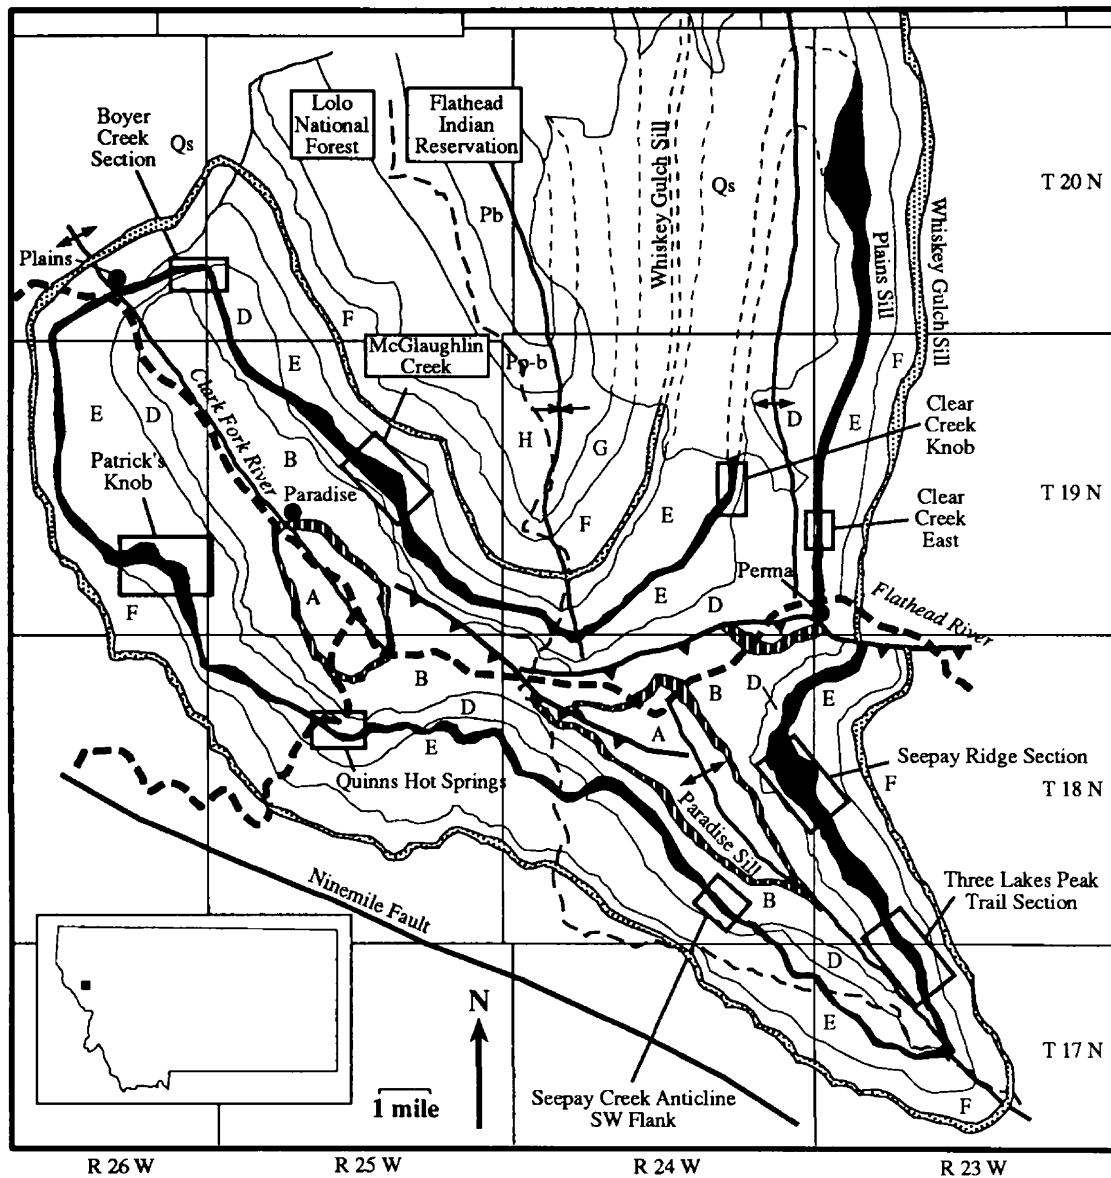 Boyer
Creek
Section
Qs
Lolo
National
Forest
Flathead
Indian
Reservation
Pb
Whiskey Gulch Sill
Qs
T 20 N
Whiskey Gulch Sill
Plains Sill
Plains
D
F
E
McGlaughlin
Creek
Pp-b
F
D
E
Clear
Creek
Knob
E
D
Clark Fork River
B
H
G
Patrick's
Knob
Paradise
T 19 N
F
E
Clear
Creek
East
Perma
A
F
E
D
Flathead River
B
B
D
E
D
A
E
Quinns Hot Springs
Seepay Ridge Section
F
T 18 N
Paradise Sill
Ninemile Fault
B
Three Lakes Peak
Trail Section
D
E
N
T 17 N
1 mile
Seepay Creek Anticline
SW Flank
F
R 26 W
R 25 W
R 24 W
R 23 W